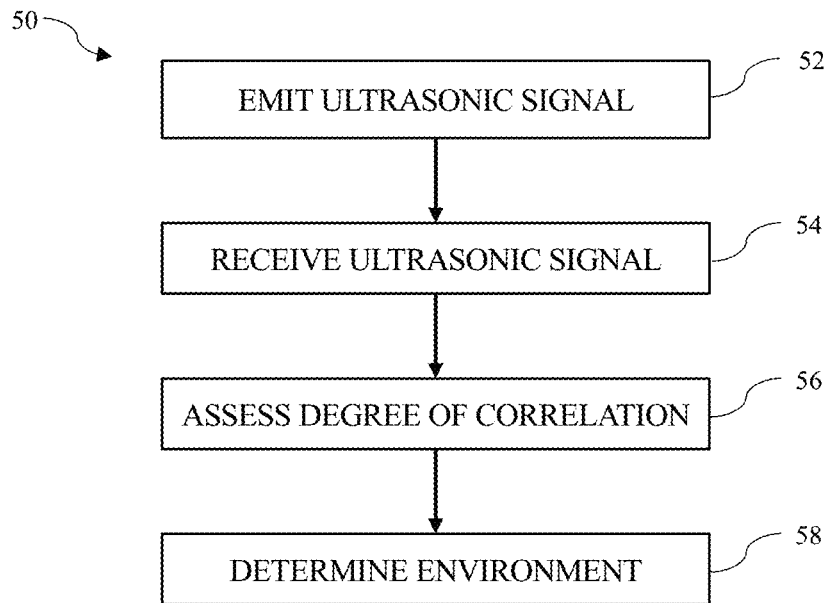 50
52
EMIT ULTRASONIC SIGNAL
54
RECEIVE ULTRASONIC SIGNAL
56
ASSESS DEGREE OF CORRELATION
58
DETERMINE ENVIRONMENT